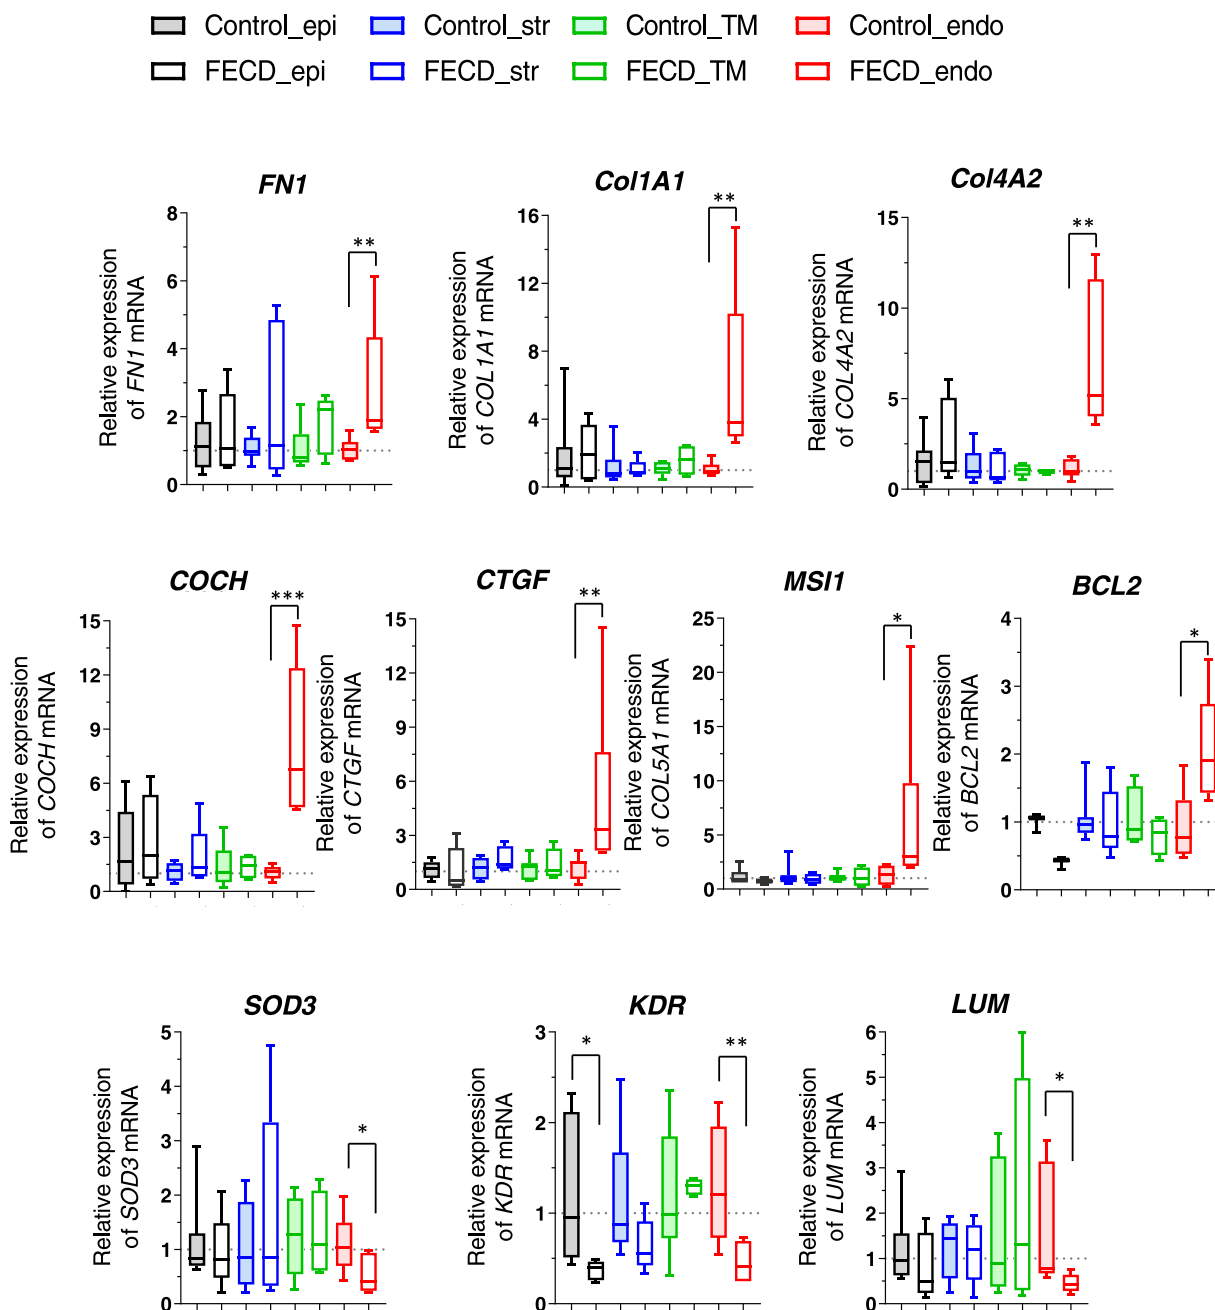 Control_epi Control_str Control_TM Control_endo
FECD_epi FECD_str FECD_TM FECD_endo
FN1
Relative expression
of FN1 mRNA
8
6
4
2
0
**
Col1A1
Relative expression
of COL1A1 mRNA
16
12
8
4
0
**
Col4A2
Relative expression
of COL4A2 mRNA
15
10
5
0
**
COCH
Relative expression
of COCH mRNA
15
12
9
6
3
0
***
CTGF
Relative expression
of CTGF mRNA
15
12
9
6
3
0
**
MSI1
Relative expression
of COL5A1 mRNA
25
20
15
10
5
0
*
BCL2
Relative expression
of BCL2 mRNA
4
3
2
1
0
*
SOD3
Relative expression
of SOD3 mRNA
5
4
3
2
1
0
*
KDR
Relative expression
of KDR mRNA
3
2
1
0
*
**
LUM
Relative expression
of LUM mRNA
6
5
4
3
2
1
0
*